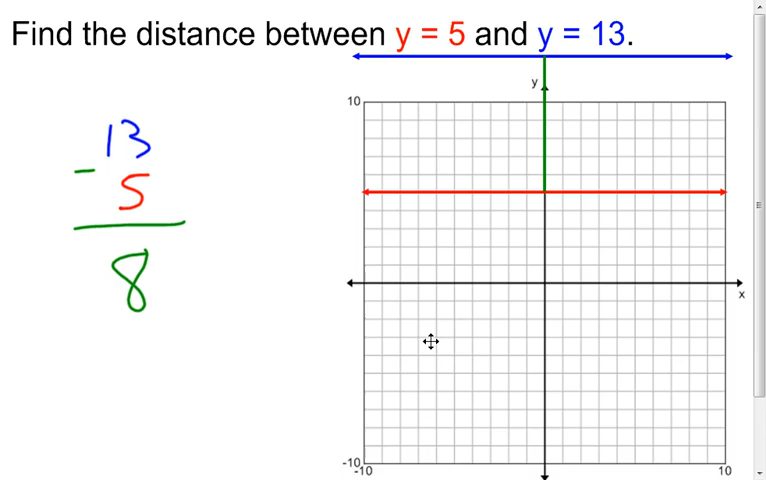 Find the distance between y = 5 and y = 13.
y
10
13
- 5
8
x
-10
-10
10